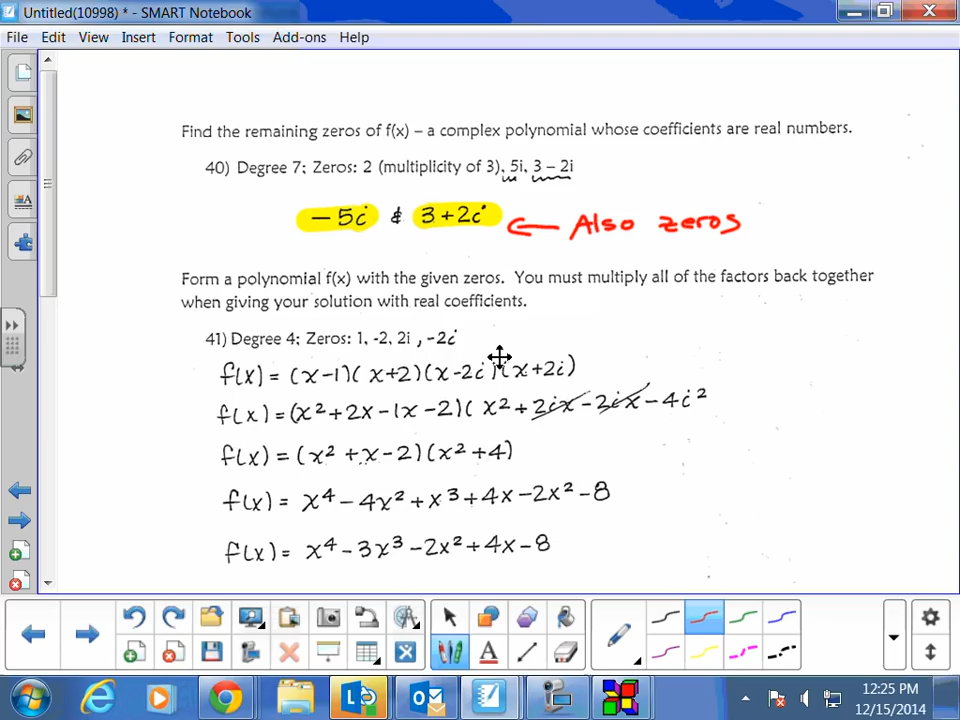 Untitled(10998) * - SMART Notebook
File Edit View Insert Format Tools Add-ons Help
Find the remaining zeros of f(x) – a complex polynomial whose coefficients are real numbers.
40) Degree 7; Zeros: 2 (multiplicity of 3), 5i, 3 – 2i
-5i & 3+2i ← Also zeros
Form a polynomial f(x) with the given zeros. You must multiply all of the factors back together
when giving your solution with real coefficients.
41) Degree 4; Zeros: 1, -2, 2i , -2i
f(x) = (x-1)(x+2)(x-2i)(x+2i)
f(x) = (x²+2x-1x-2)(x²+2ix-2ix-4i²
f(x) = (x²+x-2)(x²+4)
f(x) = x⁴-4x²+x³+4x-2x²-8
f(x) = x⁴-3x³-2x²+4x-8
A
12:25 PM
12/15/2014